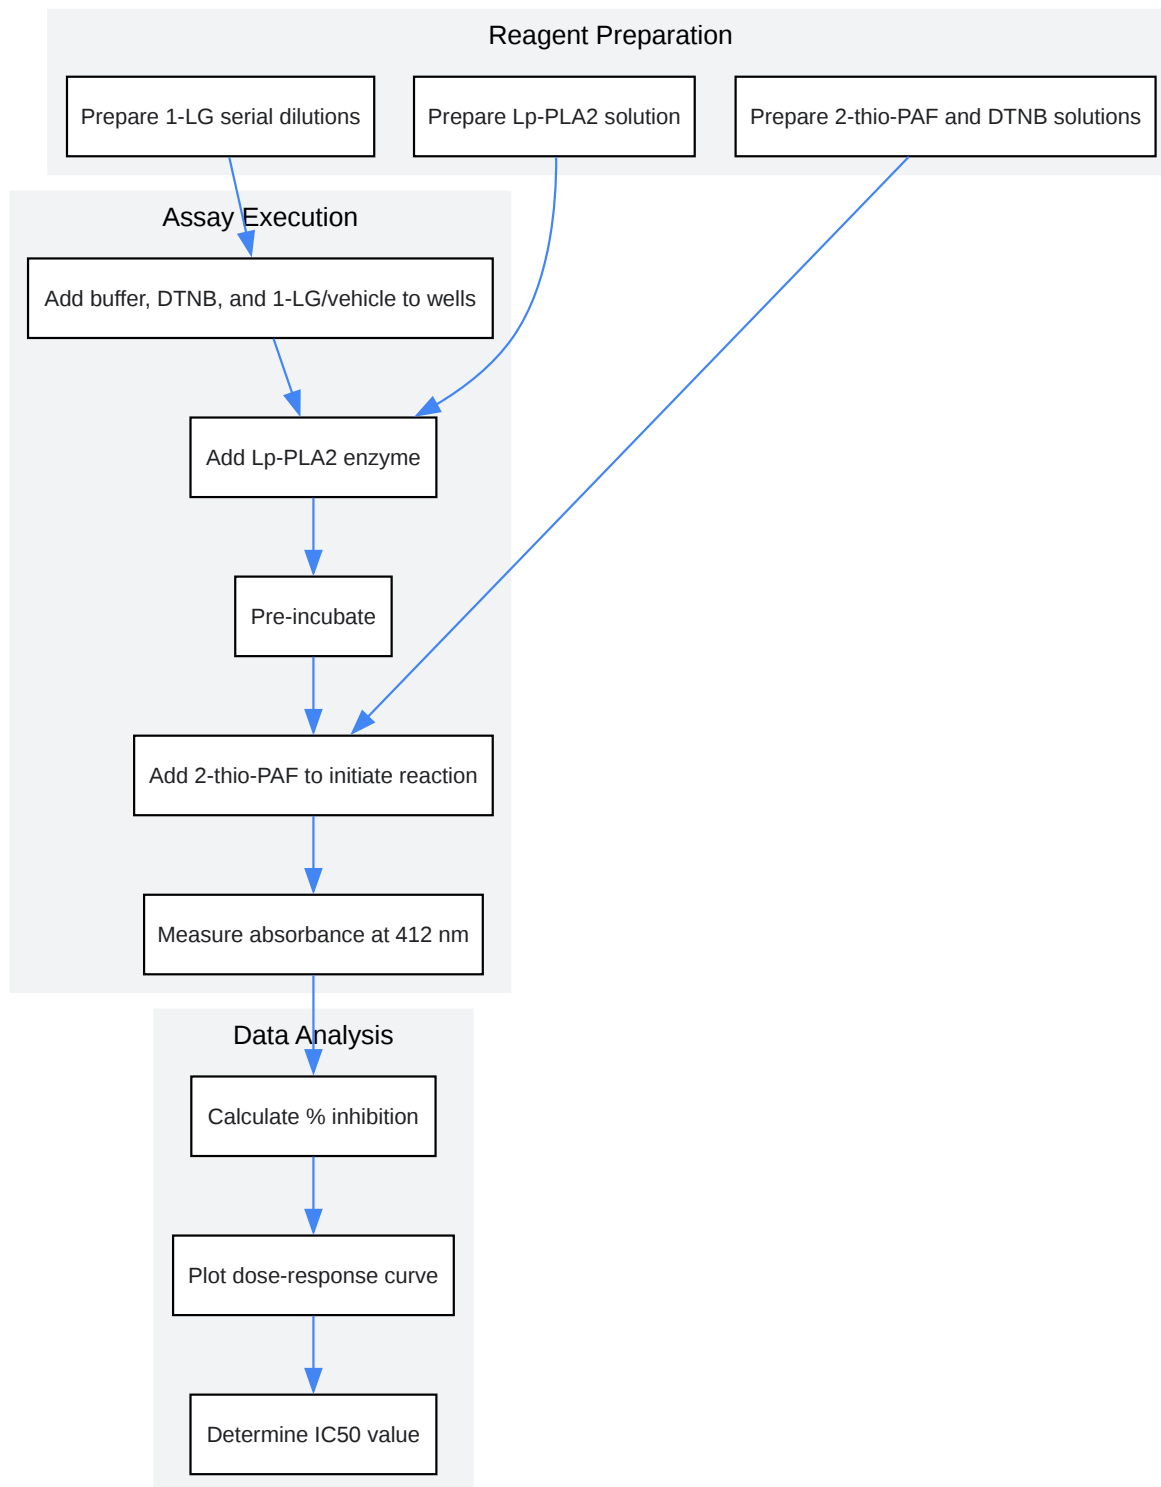 Reagent Preparation
Prepare 1-LG serial dilutions
Prepare Lp-PLA2 solution
Prepare 2-thio-PAF and DTNB solutions
Assay Execution
Add buffer, DTNB, and 1-LG/vehicle to wells
Add Lp-PLA2 enzyme
Pre-incubate
Add 2-thio-PAF to initiate reaction
Measure absorbance at 412 nm
Data Analysis
Calculate % inhibition
Plot dose-response curve
Determine IC50 value